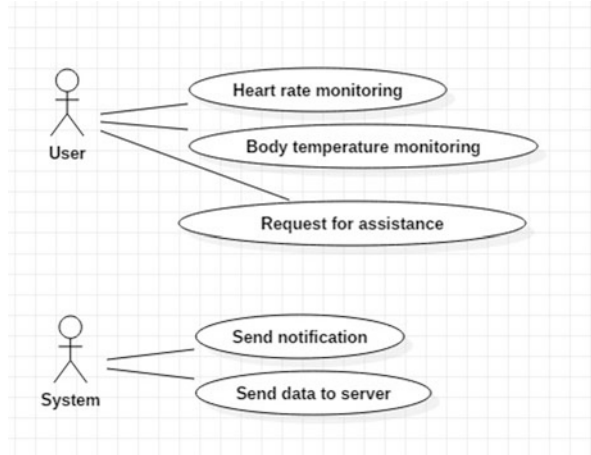 Heart rate monitoring
Body temperature monitoring
User
Request for assistance
Send notification
Send data to server
System